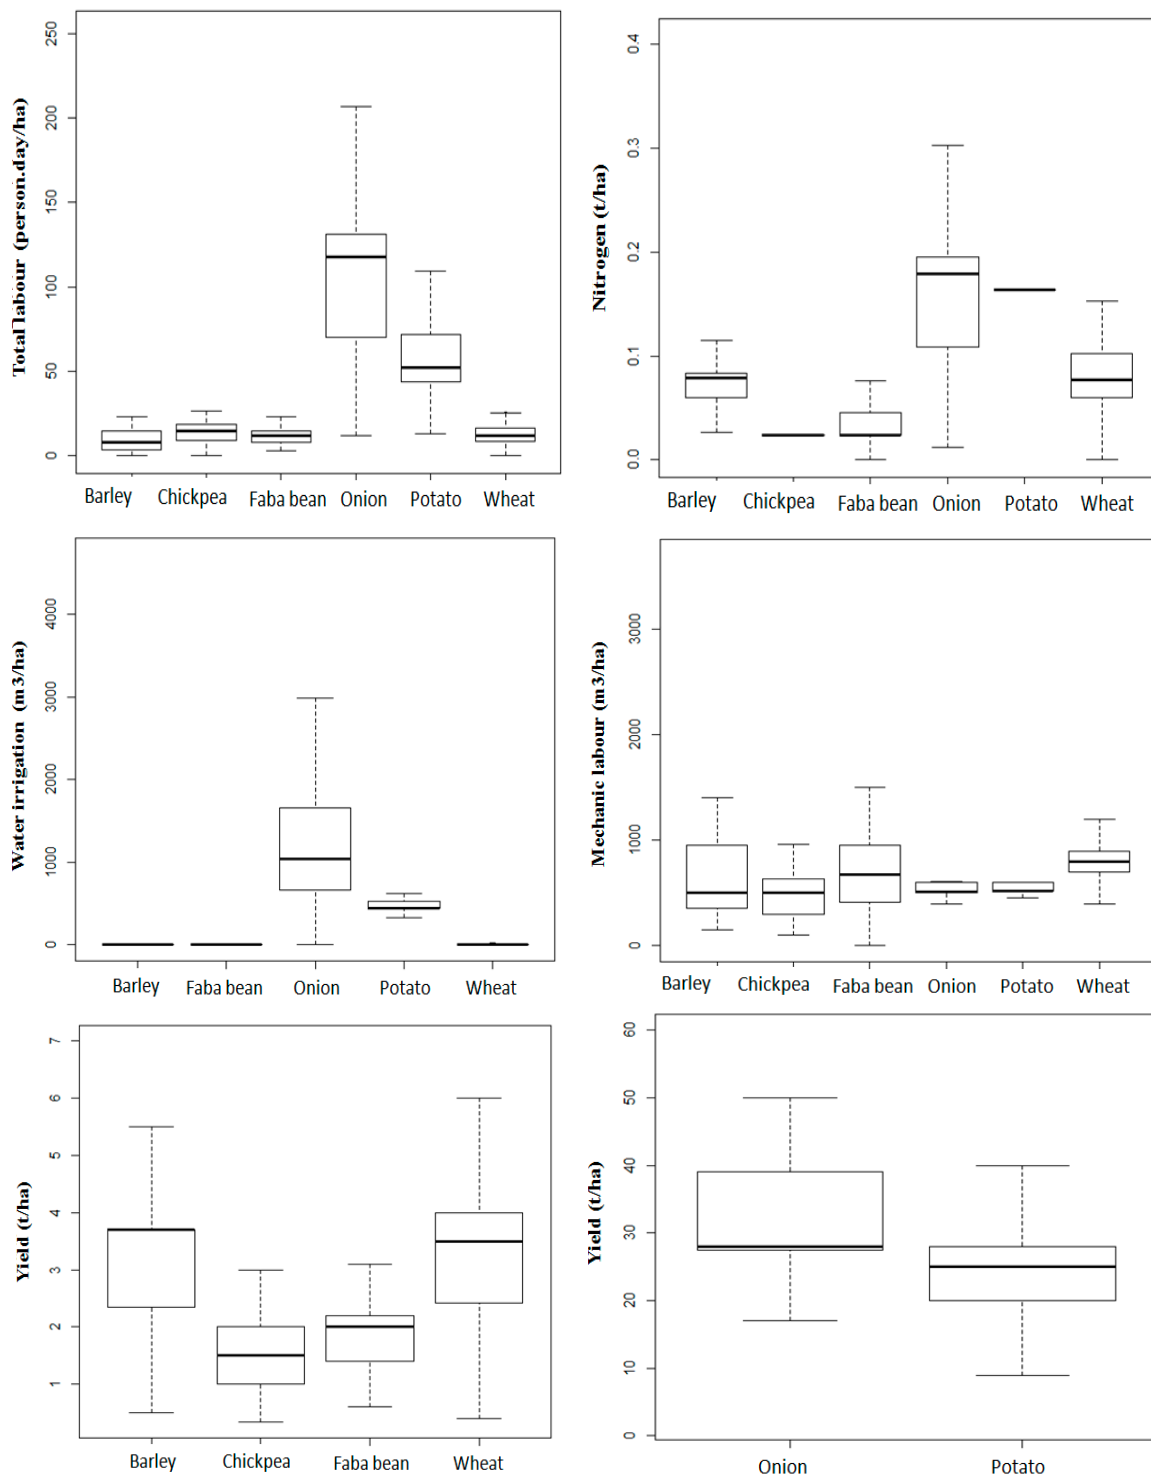 Total labour (person.day/ha)
250
200
150
100
50
0
Barley Chickpea Faba bean Onion Potato Wheat
Nitrogen (t/ha)
0.4
0.3
0.2
0.1
0.0
Barley Chickpea Faba bean Onion Potato Wheat
Water irrigation (m3/ha)
4000
3000
2000
1000
0
Barley Faba bean Onion Potato Wheat
Mechanic labour (m3/ha)
3000
2000
1000
0
Barley Chickpea Faba bean Onion Potato Wheat
Yield (t/ha)
7
6
5
4
3
2
1
Barley Chickpea Faba bean Wheat
Yield (t/ha)
60
50
40
30
20
10
0
Onion Potato